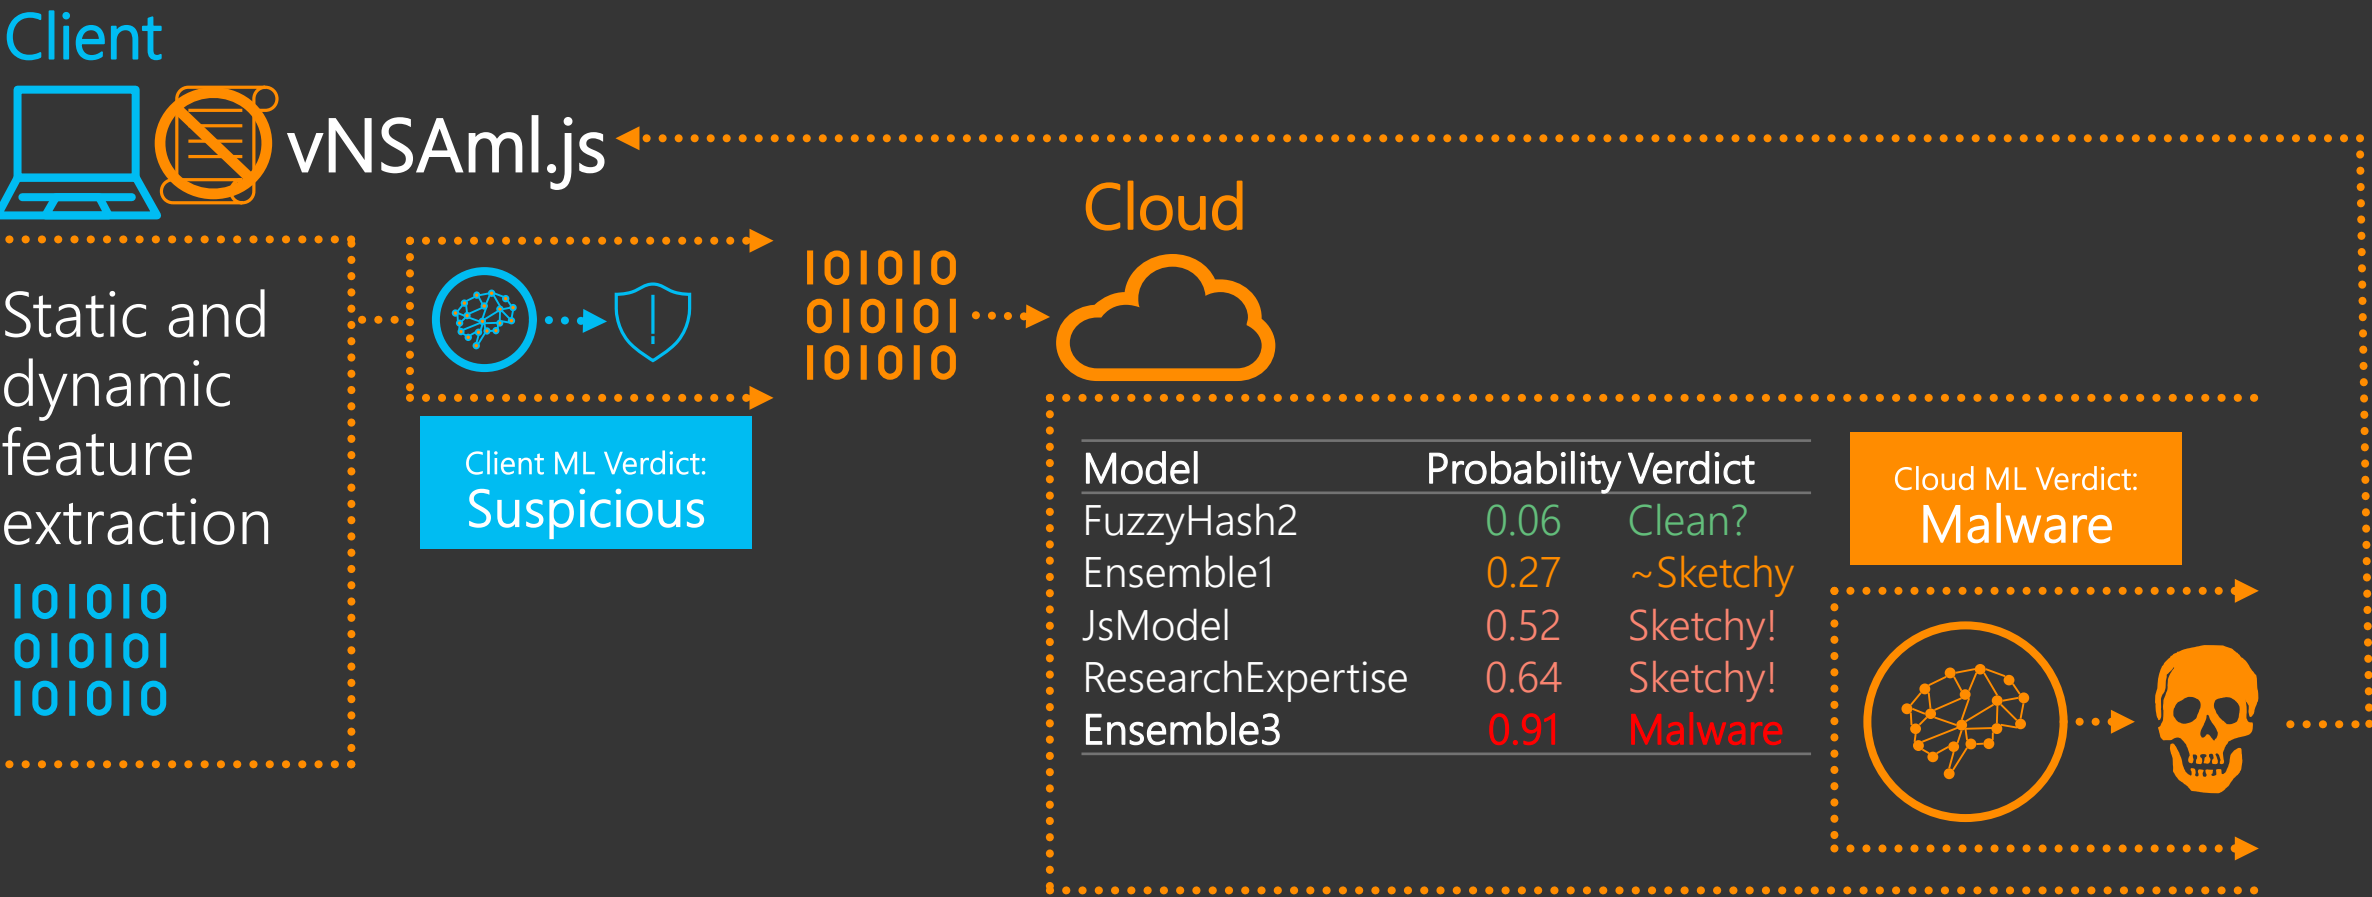 Client
vNSAml.js
Cloud
101010
010101
101010
Static and
dynamic
feature
extraction
101010
010101
101010
Client ML Verdict:
Suspicious
Model Probability Verdict
FuzzyHash2 0.06 Clean?
Ensemble1 0.27 ~Sketchy
JsModel 0.52 Sketchy!
ResearchExpertise 0.64 Sketchy!
Ensemble3 0.91 Malware
Cloud ML Verdict:
Malware